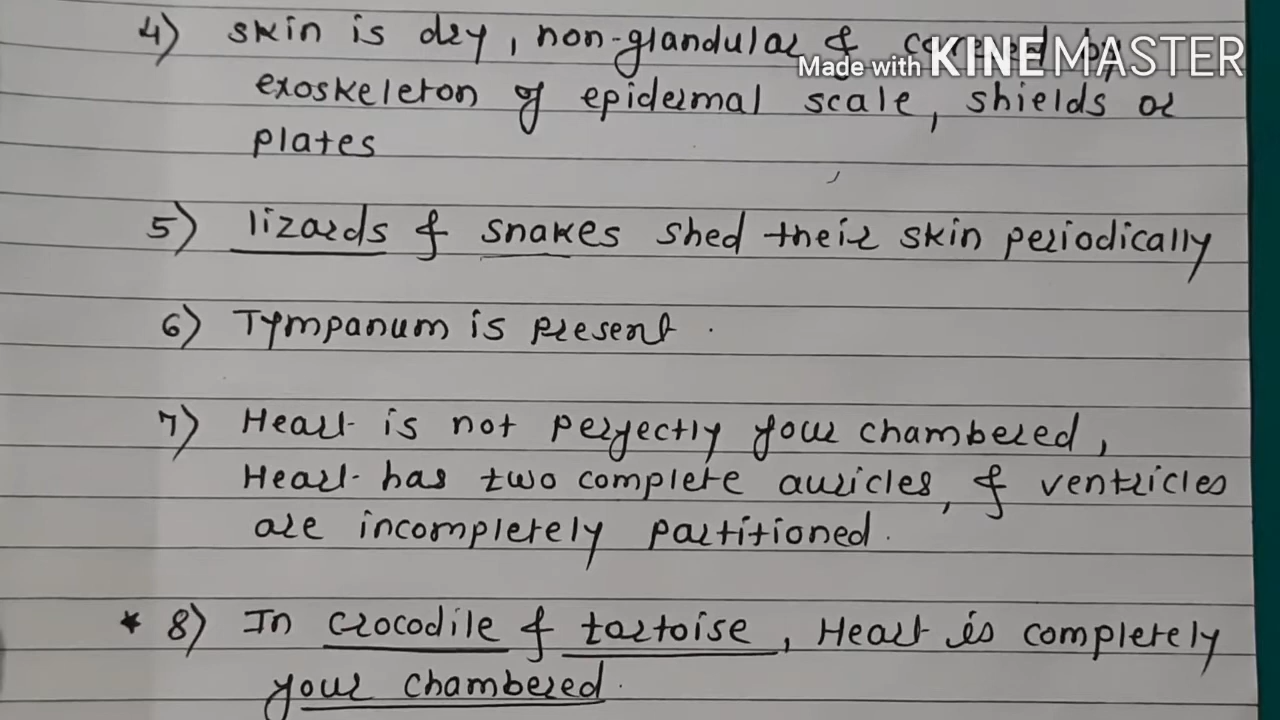 4) skin is dry, non-glandular & covered by
Made with KINEMASTER
exoskeleton of epidermal scale, shields or
plates
5) lizards & snakes shed their skin periodically
6) Tympanum is present.
7) Heart is not perfectly four chambered,
Heart has two complete auricles, & ventricles
are incompletely partitioned.
* 8) In crocodile & tortoise, Heart is completely
four chambered.